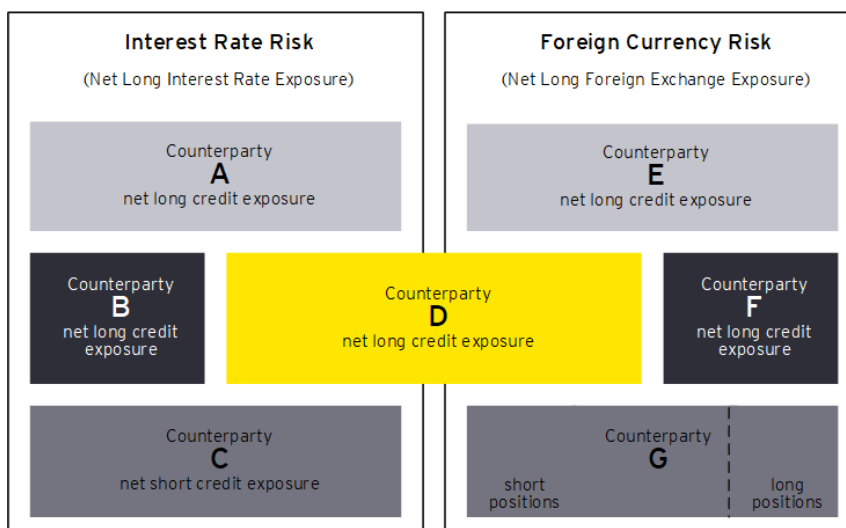 Interest Rate Risk
(Net Long Interest Rate Exposure)
Counterparty
A
net long credit exposure
Counterparty
B
net long credit
exposure
Counterparty
C
net short credit exposure
Counterparty
D
net long credit exposure
Foreign Currency Risk
(Net Long Foreign Exchange Exposure)
Counterparty
E
net long credit exposure
Counterparty
F
net long credit
exposure
Counterparty
G
short
positions
long
positions